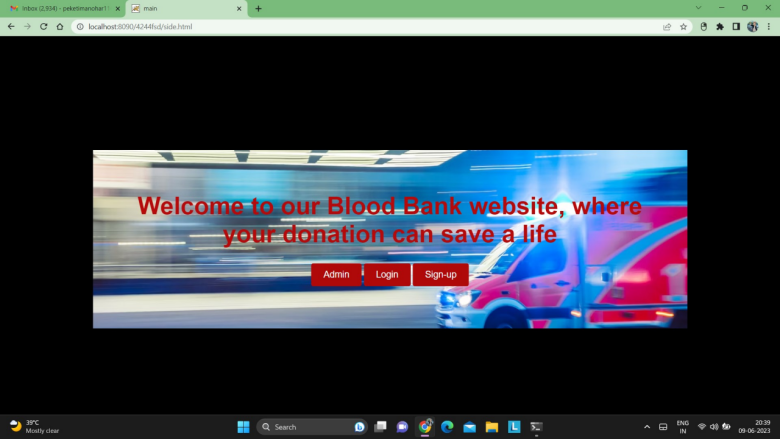 Inbox (2,934) - peketimanohar1
main
localhost:8090/4244fsd/side.html
Welcome to our Blood Bank website, where
your donation can save a life
Admin
Login
Sign-up
39°C
Mostly clear
Search
ENG
IN
20:39
09-06-2023